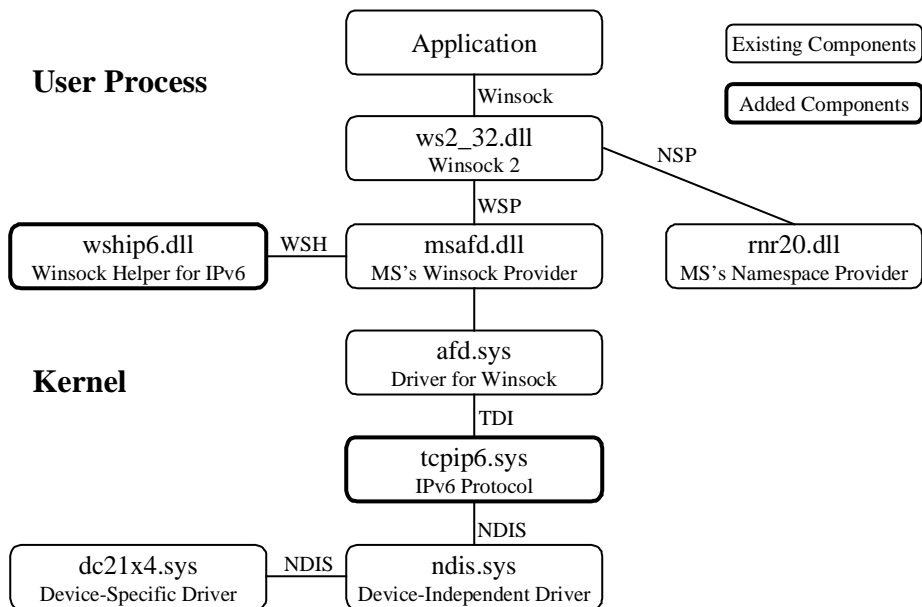 Application
Existing Components
User Process
Winsock
Added Components
ws2_32.dll
Winsock 2
NSP
WSP
wship6.dll
Winsock Helper for IPv6
WSH
msafd.dll
MS's Winsock Provider
rnr20.dll
MS's Namespace Provider
afd.sys
Driver for Winsock
Kernel
TDI
tcpip6.sys
IPv6 Protocol
NDIS
dc21x4.sys
Device-Specific Driver
NDIS
ndis.sys
Device-Independent Driver